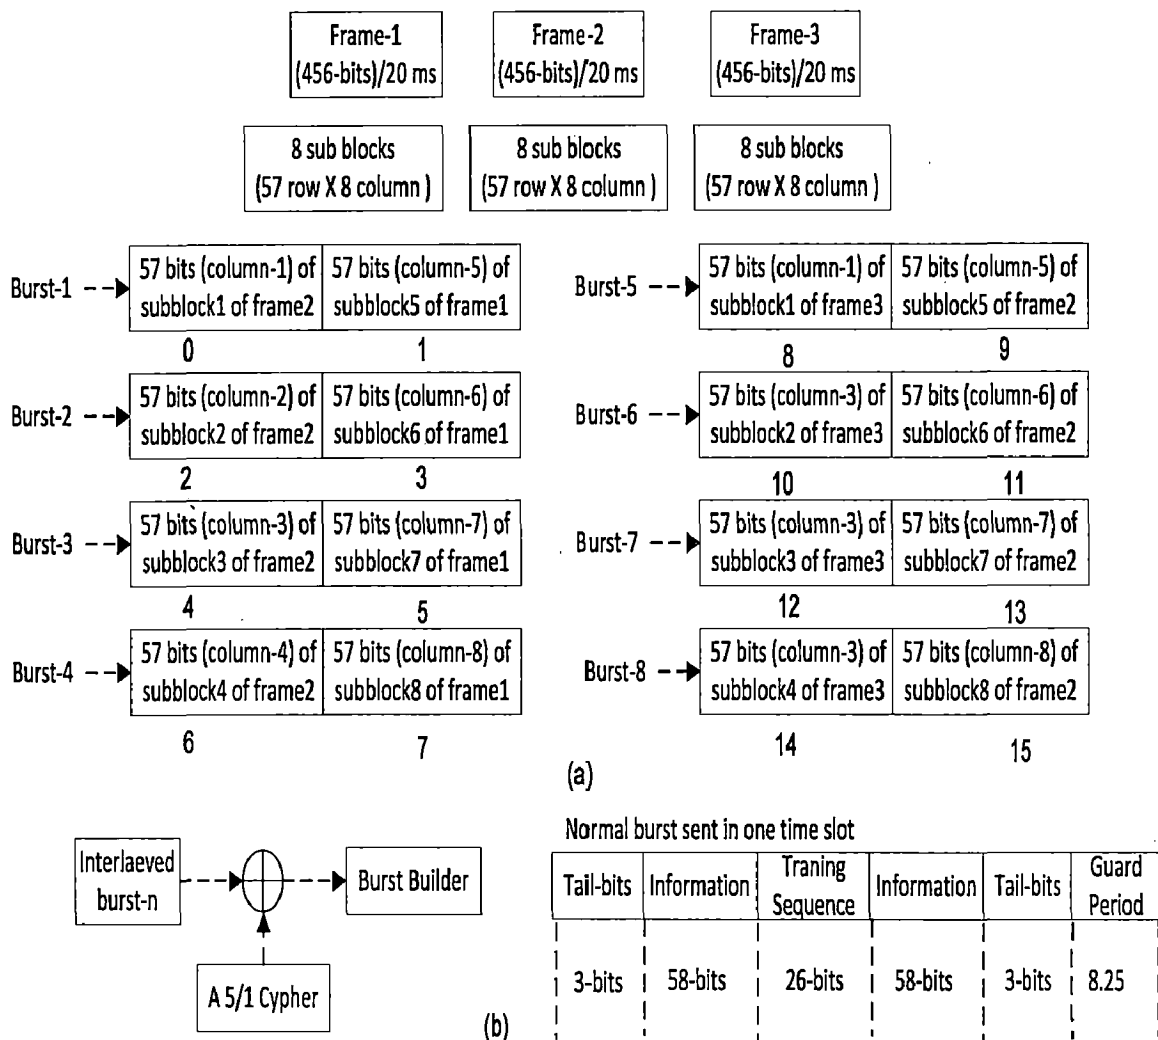 Frame-1
(456-bits)/20 ms
Frame-2
(456-bits)/20 ms
Frame-3
(456-bits)/20 ms
8 sub blocks
(57 row X 8 column )
8 sub blocks
(57 row X 8 column )
8 sub blocks
(57 row X 8 column )
Burst-1
57 bits (column-1) of
subblock1 of frame2
57 bits (column-5) of
subblock5 of frame1
0
1
Burst-2
57 bits (column-2) of
subblock2 of frame2
57 bits (column-6) of
subblock6 of frame1
2
3
Burst-3
57 bits (column-3) of
subblock3 of frame2
57 bits (column-7) of
subblock7 of frame1
4
5
Burst-4
57 bits (column-4) of
subblock4 of frame2
57 bits (column-8) of
subblock8 of frame1
6
7
Burst-5
57 bits (column-1) of
subblock1 of frame3
57 bits (column-5) of
subblock5 of frame2
8
9
Burst-6
57 bits (column-3) of
subblock2 of frame3
57 bits (column-6) of
subblock6 of frame2
10
11
Burst-7
57 bits (column-3) of
subblock3 of frame3
57 bits (column-7) of
subblock7 of frame2
12
13
Burst-8
57 bits (column-3) of
subblock4 of frame3
57 bits (column-8) of
subblock8 of frame2
14
15
(a)
Interlaeved
burst-n
Burst Builder
A 5/1 Cypher
(b)
Normal burst sent in one time slot
Tail-bits
Information
Traning
Sequence
Information
Tail-bits
Guard
Period
3-bits
58-bits
26-bits
58-bits
3-bits
8.25